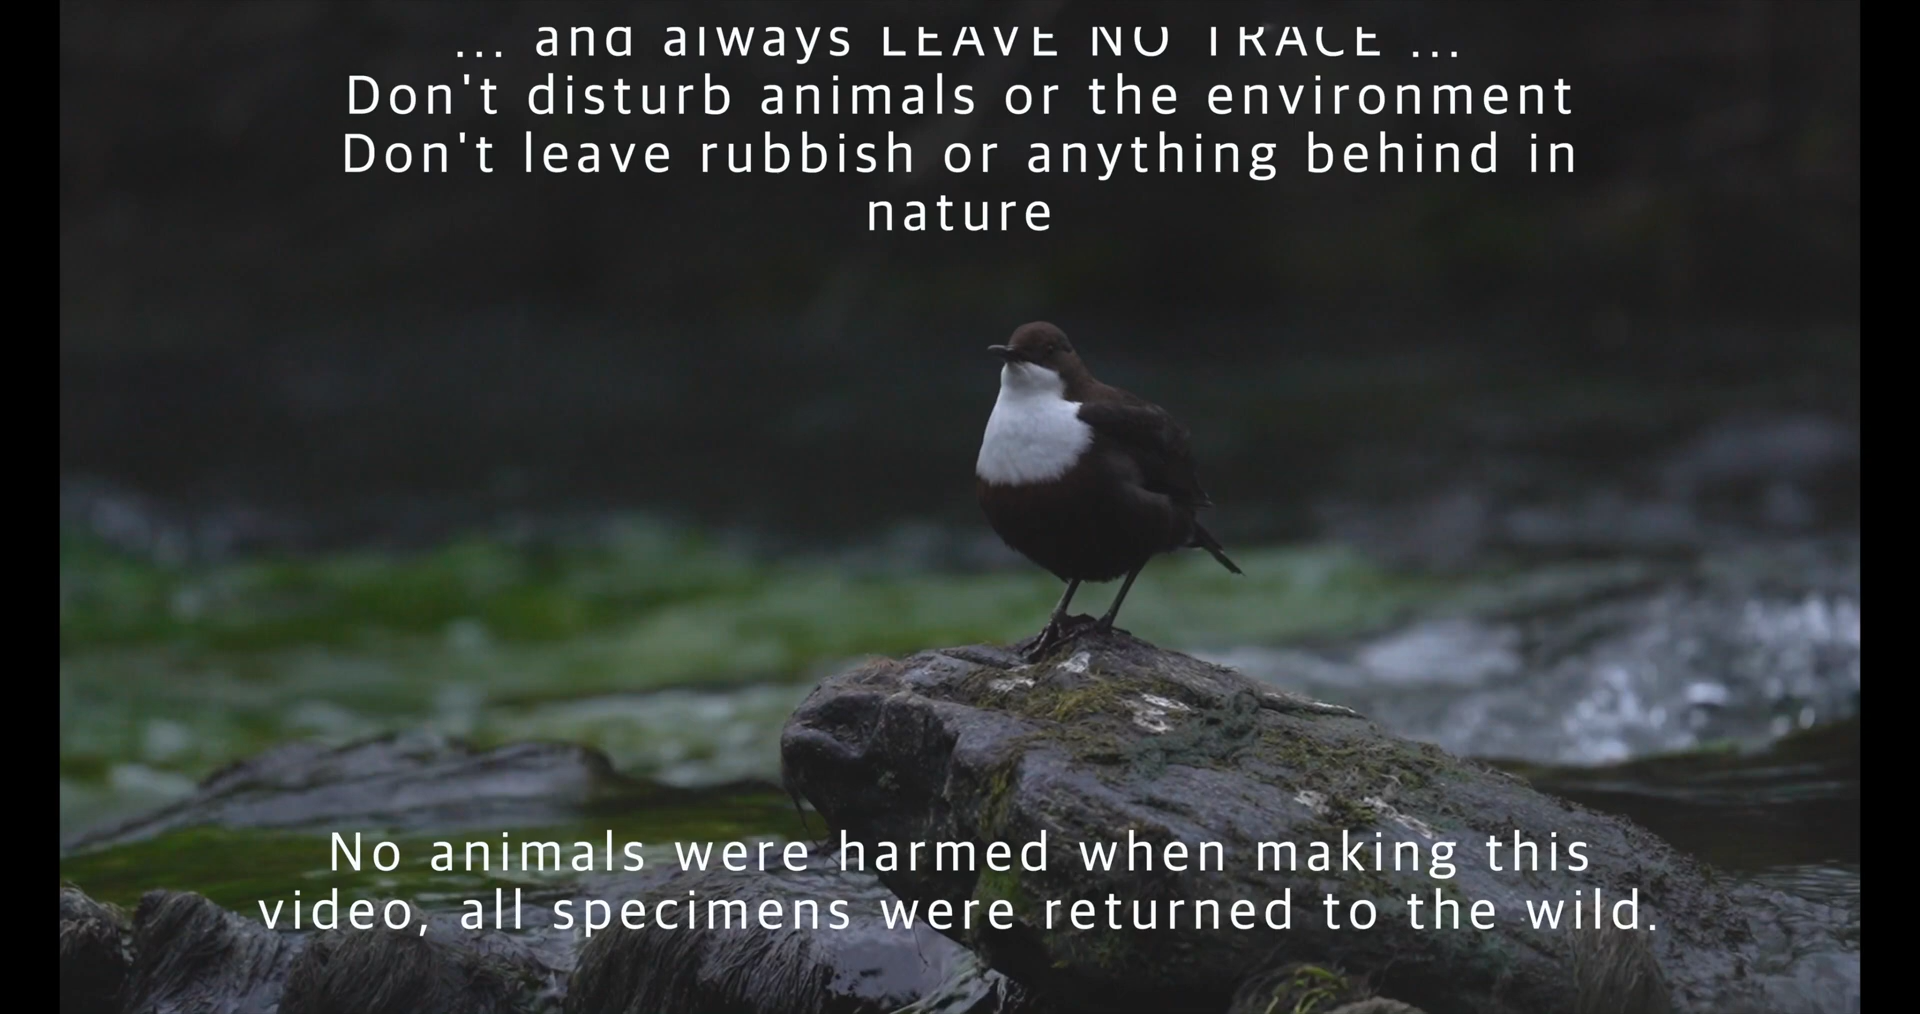 ... and always LEAVE NO TRACE ...
Don't disturb animals or the environment
Don't leave rubbish or anything behind in
nature
No animals were harmed when making this
video, all specimens were returned to the wild.